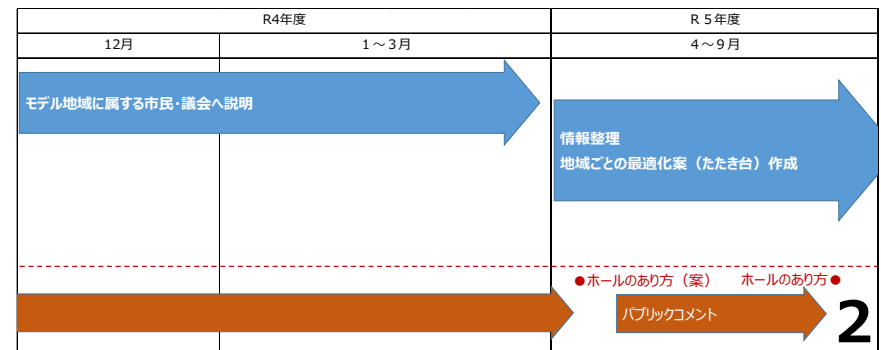 R4年度
R５年度
12月
１～３月
４～９月
モデル地域に属する市民・議会へ説明
情報整理
地域ごとの最適化案（たたき台）作成
●ホールのあり方（案）
ホールのあり方●
パブリックコメント
2